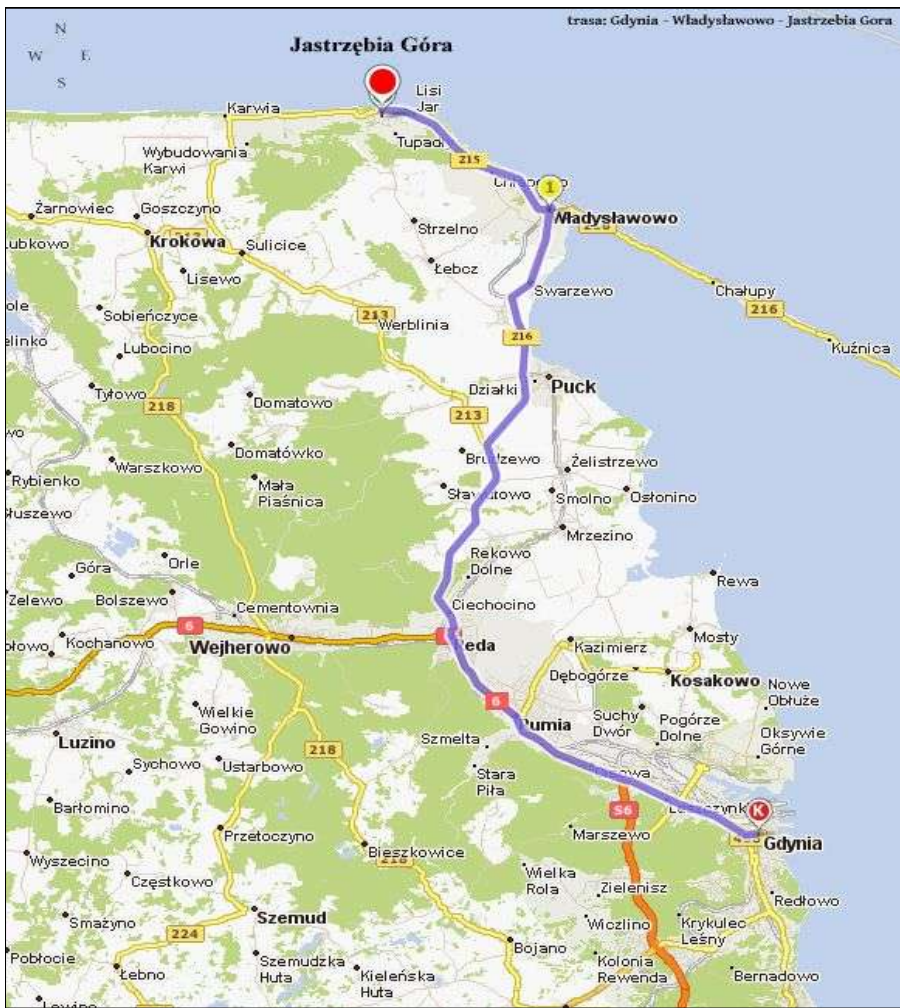 trasa: Gdynia - Władysławowo - Jastrzebia Gora
N
W E
S
Jastrzębia Góra
Lisi
Jar
Karwia
Tupadł
Wybudowania
Karwi
215
1
Żarnowiec
Goszczyno
Władysławowo
Strzelno
Krokowa
Sulicice
Łebcz
Lisewo
Swarzewo
Chałupy
216
Sobieńczyce
213
Werblinia
216
Kuźnica
Lubocino
Działki
Puck
Tyłowo
Domatowo
218
213
Domatówko
Warszkowo
Rybienko
Mała
Piaśnica
Żelistrzewo
Smolno
Osłonino
Mrzezino
Orle
Rekowo
Dolne
Góra
Rewa
Zelewo
Bolszewo
Ciechocino
Cementownia
6
Kochanowo
Wejherowo
Mosty
Kazimierz
Dębogórze
Kosakowo
Nowe
Obłuże
6
Wielkie
Gowino
Suchy
Dwór
Pogórze
Dolne
Rumia
Oksywie
Górne
Luzino
218
Szmelta
Sychowo
Ustarbowo
Stara
Piła
Barłomino
S6
K
Przetoczyno
Marszewo
Gdynia
Bieszkowice
Wyszecino
Częstkowo
Wielka
Rola
Zielenisz
Redłowo
Smażyno
Szemud
Wiczlino
Krykulec
Leśny
224
Bojano
Pobłocie
Szemudzka
Huta
Kieleńska
Huta
Kolonia
Rewenda
Bernadowo
Łebno